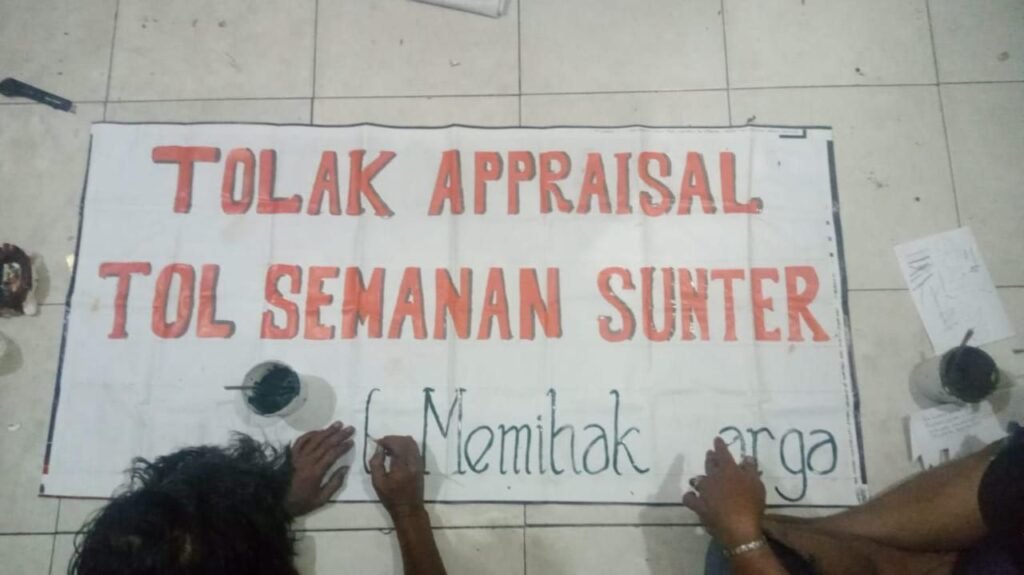 TOLAK APPRAISAL
TOL SEMANAN SUNTER
Memihak arga